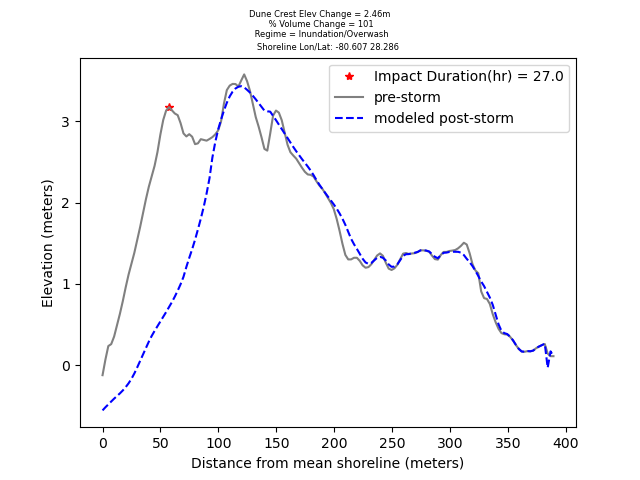 Dune Crest Elev Change = 2.46m
% Volume Change = 101
Regime = Inundation/Overwash
Shoreline Lon/Lat: -80.607 28.286
Impact Duration(hr) = 27.0
pre-storm
modeled post-storm
Elevation (meters)
3
2
1
0
0 50 100 150 200 250 300 350 400
Distance from mean shoreline (meters)